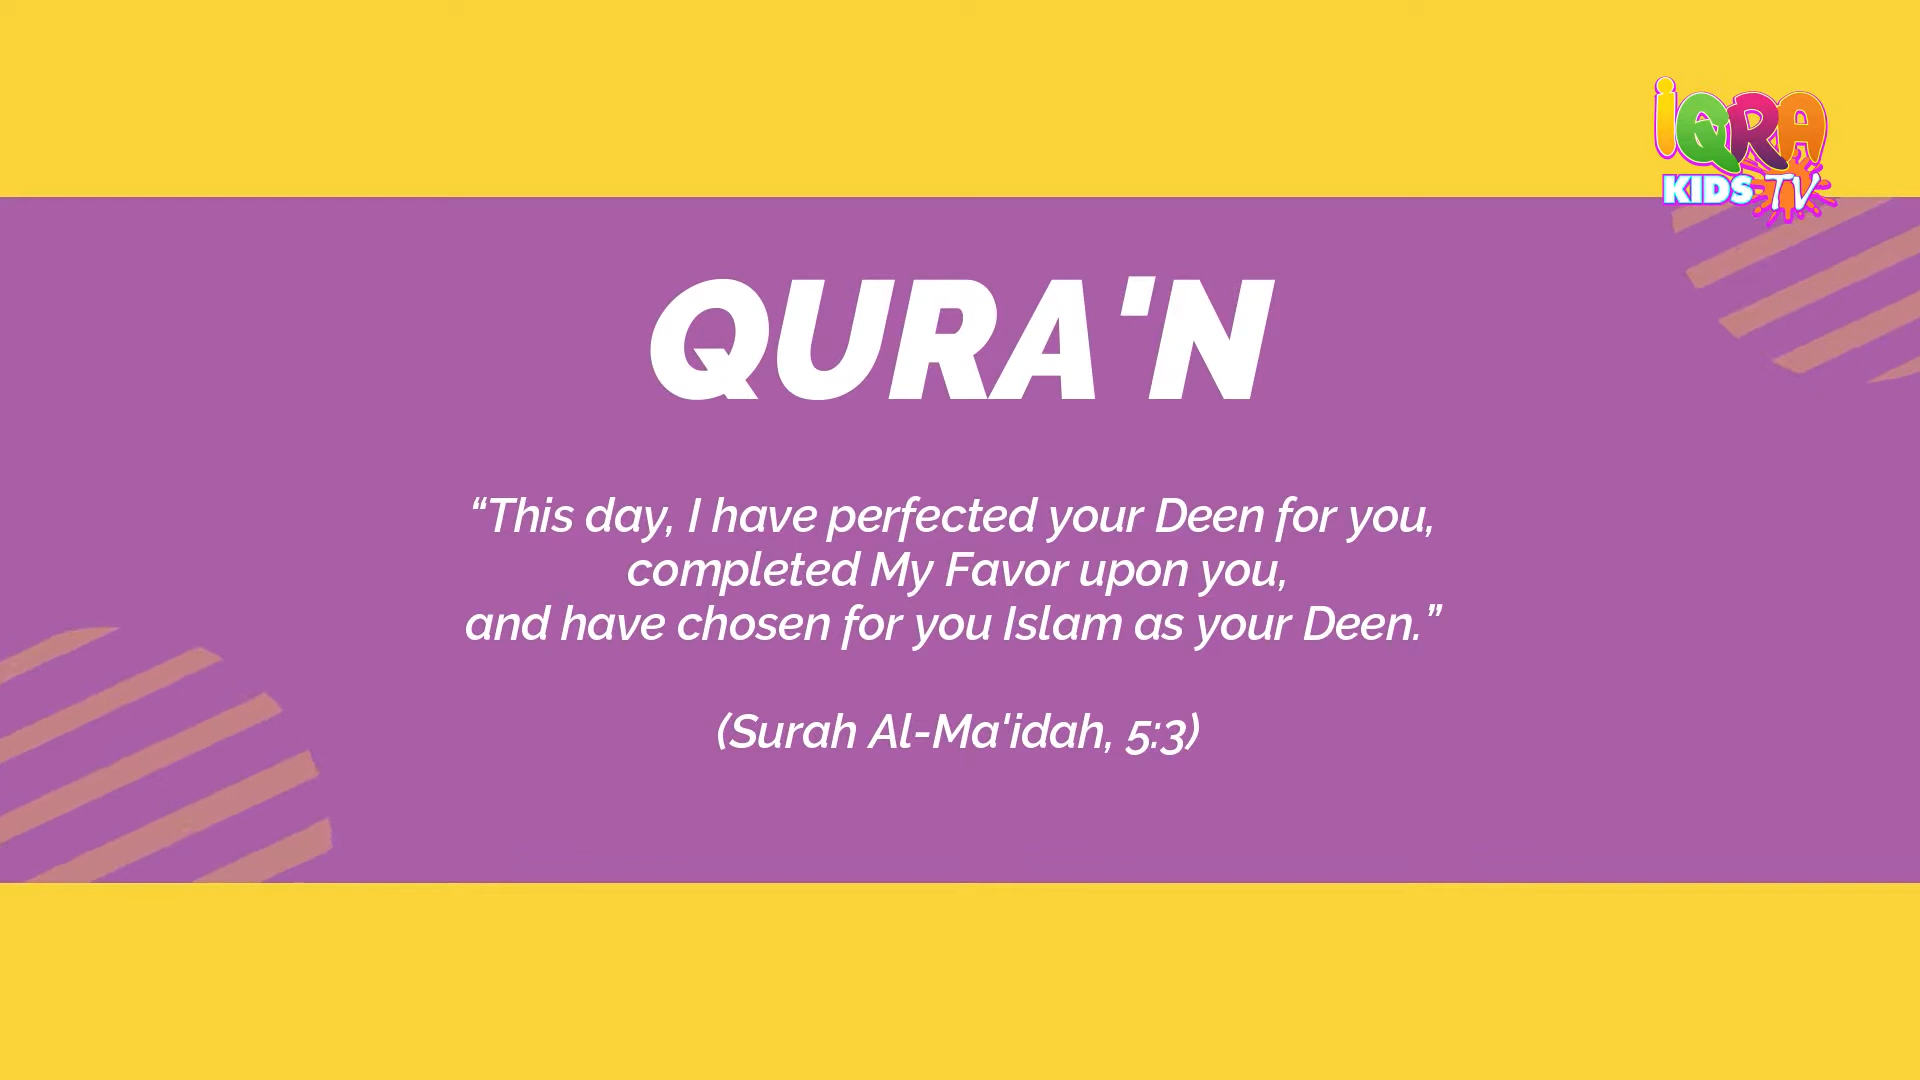 iQRA
KIDS TV
QURA'N
“This day, I have perfected your Deen for you,
completed My Favor upon you,
and have chosen for you Islam as your Deen.”
(Surah Al-Ma'idah, 5:3)